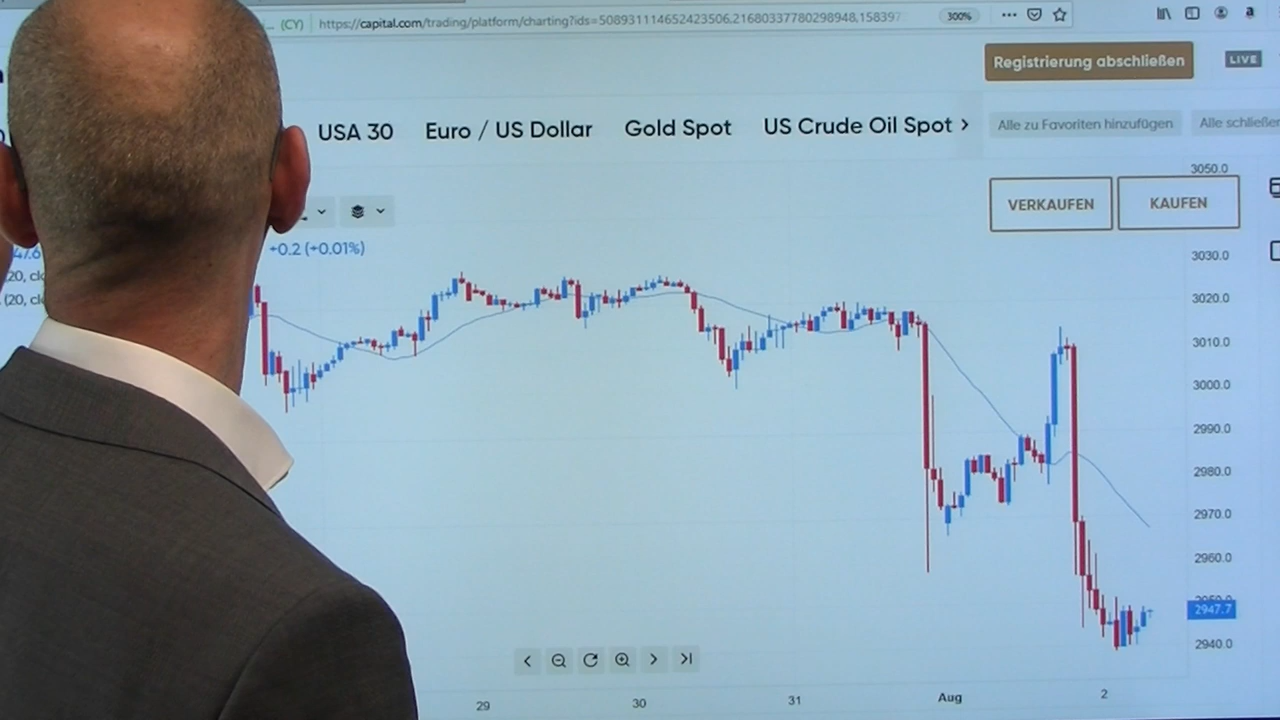 (CY) https://capital.com/trading/platform/charting?ids=508931114652423506,21680337780298948,158397 300%
Registrierung abschließen LIVE
USA 30 Euro / US Dollar Gold Spot US Crude Oil Spot Alle zu Favoriten hinzufügen Alle schließen
3050.0
VERKAUFEN KAUFEN
+0.2 (+0.01%)
3030.0
3020.0
3010.0
3000.0
2990.0
2980.0
2970.0
2960.0
2950.0
2947.7
2940.0
29 30 31 Aug 2